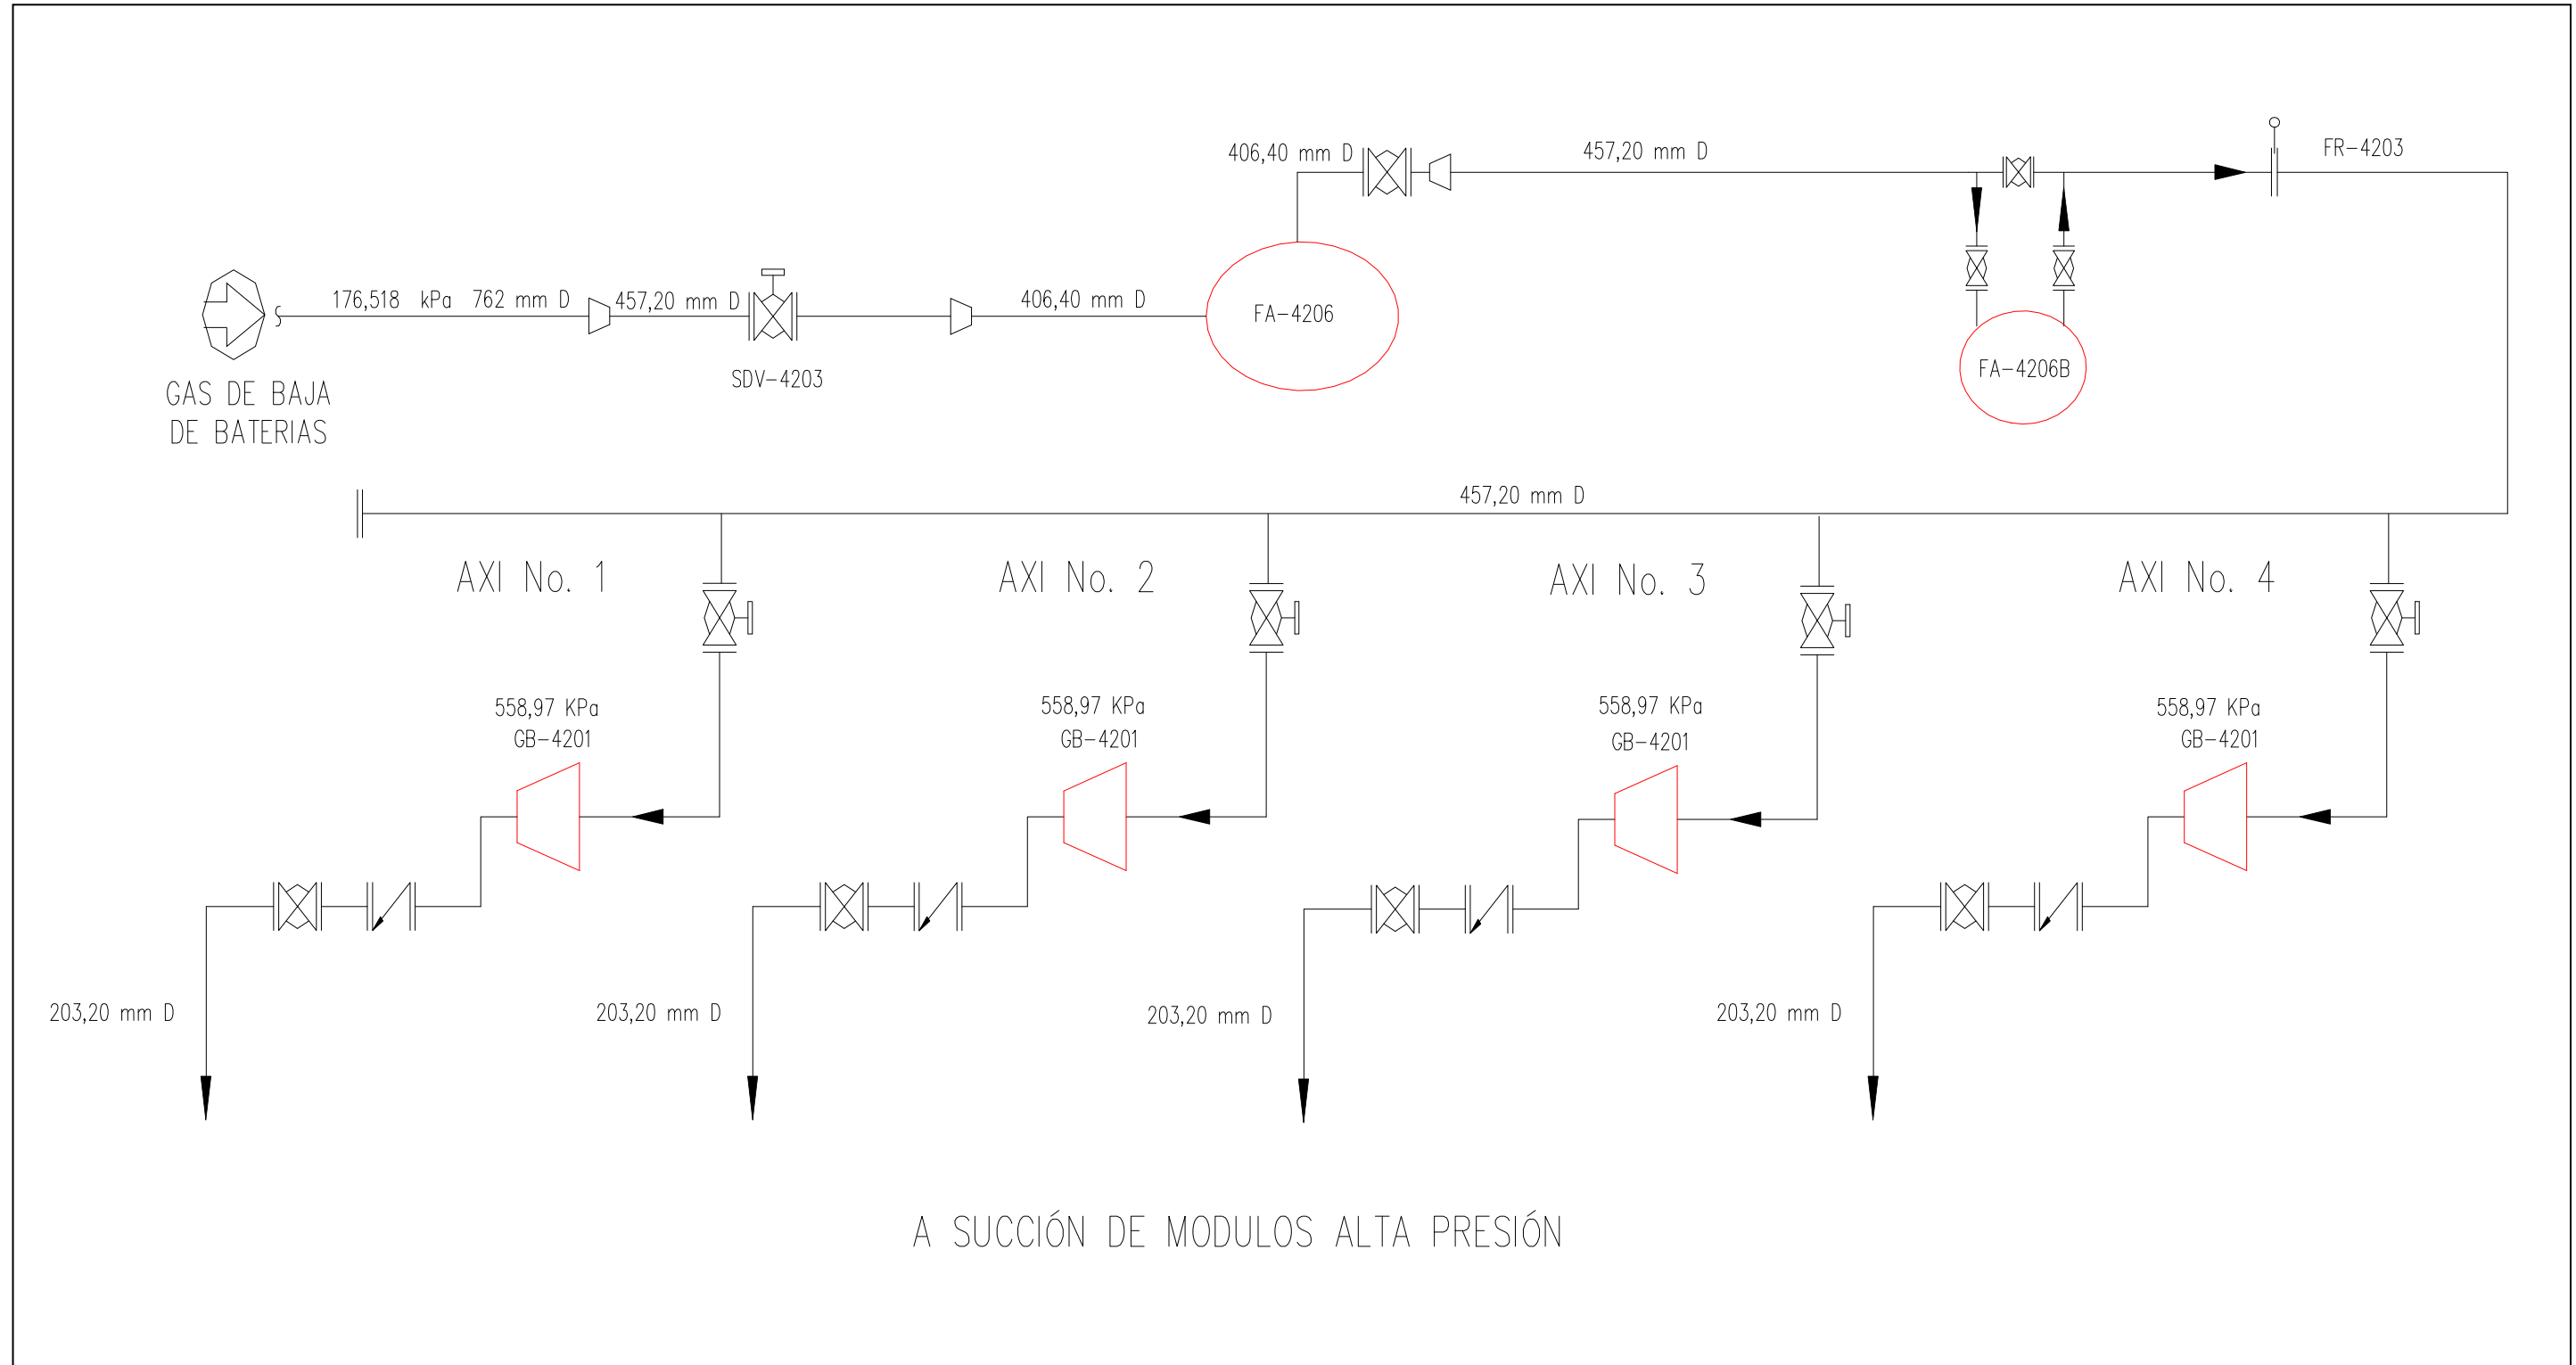 406,40 mm D
457,20 mm D
FR-4203
176,518 kPa 762 mm D
457,20 mm D
406,40 mm D
FA-4206
SDV-4203
FA-4206B
GAS DE BAJA
DE BATERIAS
457,20 mm D
AXI No. 1
AXI No. 2
AXI No. 3
AXI No. 4
558,97 KPa
GB-4201
558,97 KPa
GB-4201
558,97 KPa
GB-4201
558,97 KPa
GB-4201
203,20 mm D
203,20 mm D
203,20 mm D
203,20 mm D
A SUCCIÓN DE MODULOS ALTA PRESIÓN